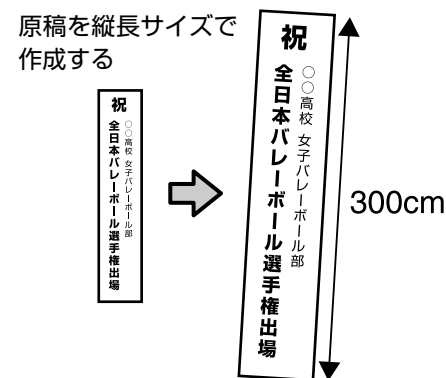 原稿を縦長サイズで
作成する
祝
○○高校 女子バレーボール部
全日本バレーボール選手権出場
祝
○○高校 女子バレーボール部
全日本バレーボール選手権出場
300cm